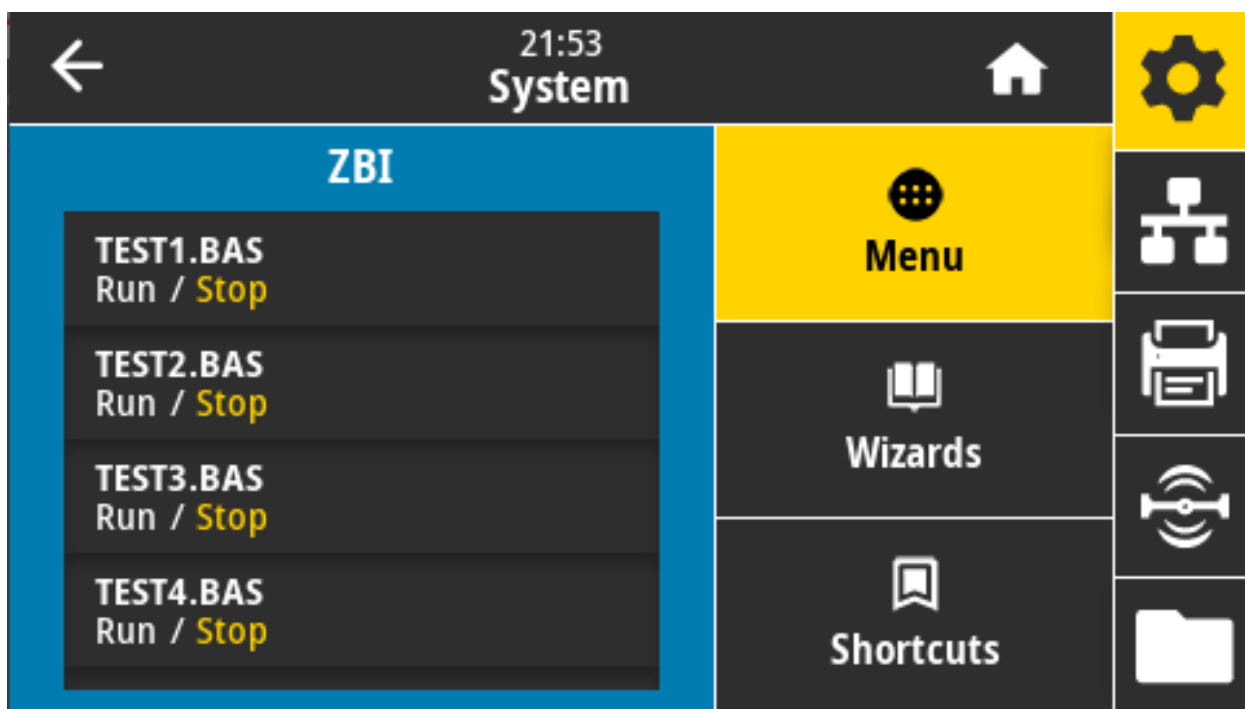 21:53
System
ZBI
TEST1.BAS
Run / Stop
TEST2.BAS
Run / Stop
TEST3.BAS
Run / Stop
TEST4.BAS
Run / Stop
Menu
Wizards
Shortcuts